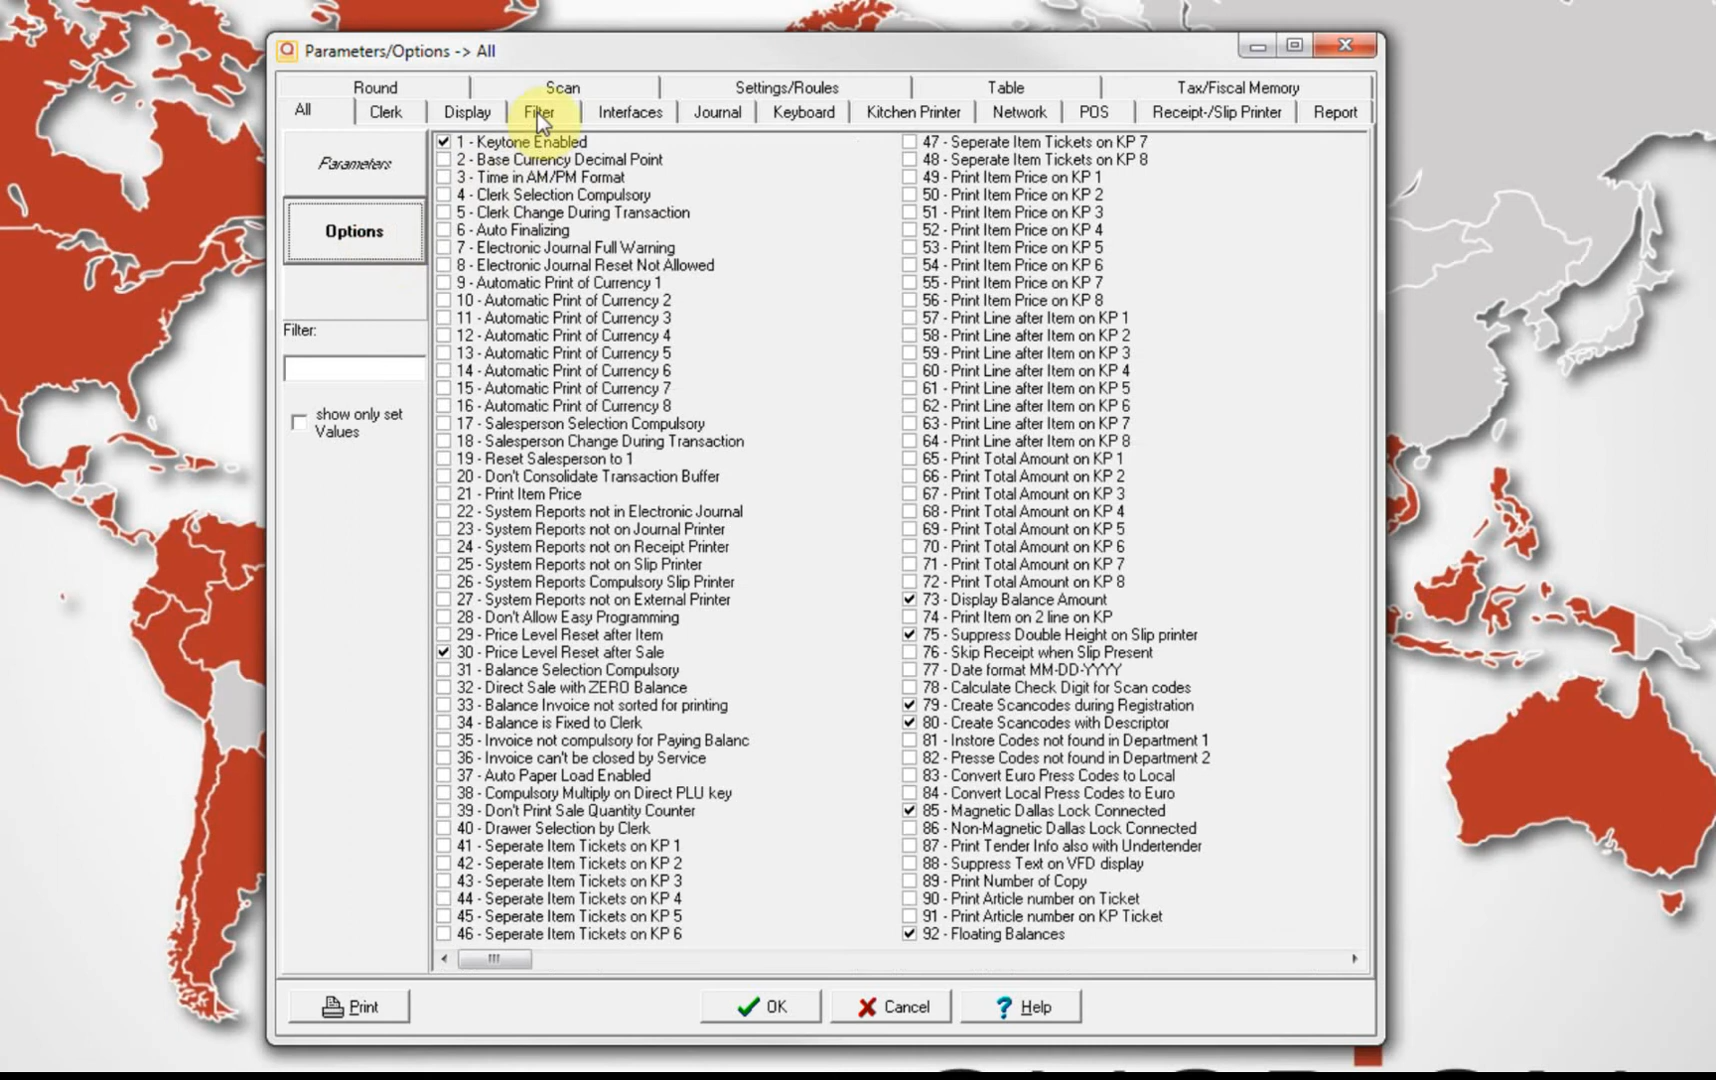 Parameters/Options -> All
Round Scan Settings/Roules Table Tax/Fiscal Memory
All Clerk Display Filter Interfaces Journal Keyboard Kitchen Printer Network POS Receipt-/Slip Printer Report
Parameters
Options
Filter:
show only set
Values
1 - Keytone Enabled
2 - Base Currency Decimal Point
3 - Time in AM/PM Format
4 - Clerk Selection Compulsory
5 - Clerk Change During Transaction
6 - Auto Finalizing
7 - Electronic Journal Full Warning
8 - Electronic Journal Reset Not Allowed
9 - Automatic Print of Currency 1
10 - Automatic Print of Currency 2
11 - Automatic Print of Currency 3
12 - Automatic Print of Currency 4
13 - Automatic Print of Currency 5
14 - Automatic Print of Currency 6
15 - Automatic Print of Currency 7
16 - Automatic Print of Currency 8
17 - Salesperson Selection Compulsory
18 - Salesperson Change During Transaction
19 - Reset Salesperson to 1
20 - Don't Consolidate Transaction Buffer
21 - Print Item Price
22 - System Reports not in Electronic Journal
23 - System Reports not on Journal Printer
24 - System Reports not on Receipt Printer
25 - System Reports not on Slip Printer
26 - System Reports Compulsory Slip Printer
27 - System Reports not on External Printer
28 - Don't Allow Easy Programming
29 - Price Level Reset after Item
30 - Price Level Reset after Sale
31 - Balance Selection Compulsory
32 - Direct Sale with ZERO Balance
33 - Balance Invoice not sorted for printing
34 - Balance is Fixed to Clerk
35 - Invoice not compulsory for Paying Balanc
36 - Invoice can't be closed by Service
37 - Auto Paper Load Enabled
38 - Compulsory Multiply on Direct PLU key
39 - Don't Print Sale Quantity Counter
40 - Drawer Selection by Clerk
41 - Seperate Item Tickets on KP 1
42 - Seperate Item Tickets on KP 2
43 - Seperate Item Tickets on KP 3
44 - Seperate Item Tickets on KP 4
45 - Seperate Item Tickets on KP 5
46 - Seperate Item Tickets on KP 6
47 - Seperate Item Tickets on KP 7
48 - Seperate Item Tickets on KP 8
49 - Print Item Price on KP 1
50 - Print Item Price on KP 2
51 - Print Item Price on KP 3
52 - Print Item Price on KP 4
53 - Print Item Price on KP 5
54 - Print Item Price on KP 6
55 - Print Item Price on KP 7
56 - Print Item Price on KP 8
57 - Print Line after Item on KP 1
58 - Print Line after Item on KP 2
59 - Print Line after Item on KP 3
60 - Print Line after Item on KP 4
61 - Print Line after Item on KP 5
62 - Print Line after Item on KP 6
63 - Print Line after Item on KP 7
64 - Print Line after Item on KP 8
65 - Print Total Amount on KP 1
66 - Print Total Amount on KP 2
67 - Print Total Amount on KP 3
68 - Print Total Amount on KP 4
69 - Print Total Amount on KP 5
70 - Print Total Amount on KP 6
71 - Print Total Amount on KP 7
72 - Print Total Amount on KP 8
73 - Display Balance Amount
74 - Print Item on 2 line on KP
75 - Suppress Double Height on Slip printer
76 - Skip Receipt when Slip Present
77 - Date format MM-DD-YYYY
78 - Calculate Check Digit for Scan codes
79 - Create Scancodes during Registration
80 - Create Scancodes with Descriptor
81 - Instore Codes not found in Department 1
82 - Presse Codes not found in Department 2
83 - Convert Euro Press Codes to Local
84 - Convert Local Press Codes to Euro
85 - Magnetic Dallas Lock Connected
86 - Non-Magnetic Dallas Lock Connected
87 - Print Tender Info also with Undertender
88 - Suppress Text on VFD display
89 - Print Number of Copy
90 - Print Article number on Ticket
91 - Print Article number on KP Ticket
92 - Floating Balances
Print OK Cancel Help